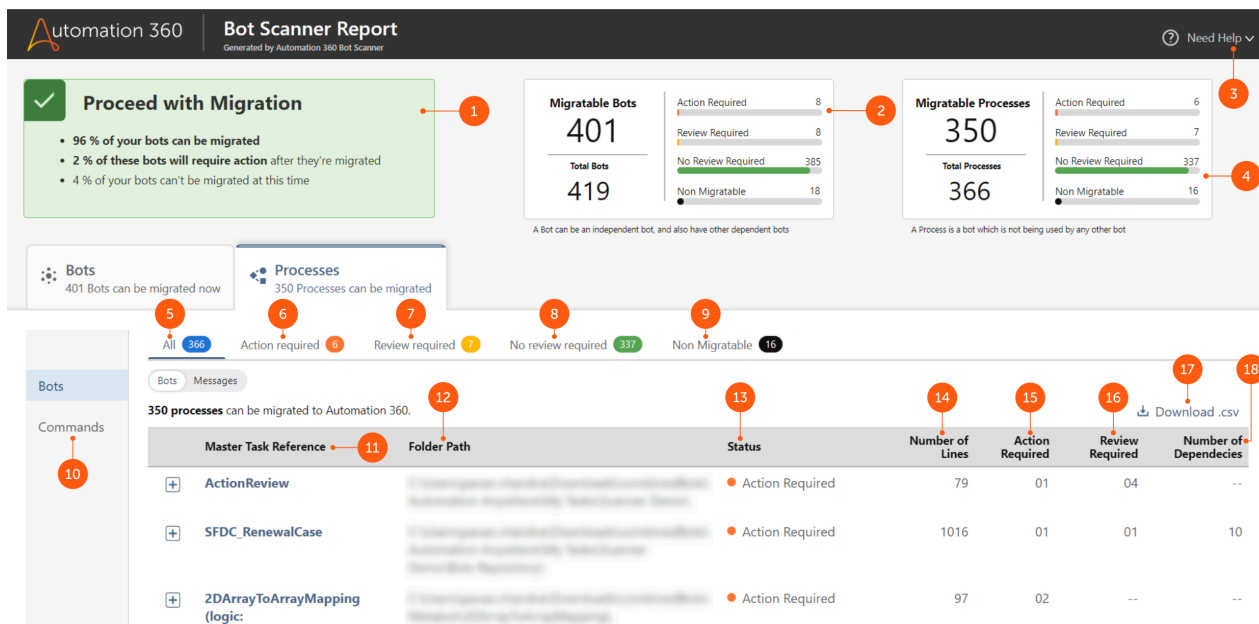 Automation 360
Bot Scanner Report
Generated by Automation 360 Bot Scanner
Need Help
3
Proceed with Migration
96 % of your bots can be migrated
2 % of these bots will require action after they're migrated
4 % of your bots can't be migrated at this time
1
Migratable Bots
401
Total Bots
419
Action Required 8
Review Required 8
No Review Required 385
Non Migratable 18
2
A Bot can be an independent bot, and also have other dependent bots
Migratable Processes
350
Total Processes
366
Action Required 6
Review Required 7
No Review Required 337
Non Migratable 16
4
A Process is a bot which is not being used by any other bot
Bots
401 Bots can be migrated now
Processes
350 Processes can be migrated
5 6 7 8 9
All 366 Action required 6 Review required 7 No review required 337 Non Migratable 16
Bots
Commands
10
Bots Messages
350 processes can be migrated to Automation 360.
Download .csv
12 13 14 15 16 17 18
Master Task Reference 11 Folder Path Status Number of Lines Action Required Review Required Number of Dependecies
ActionReview Action Required 79 01 04 --
SFDC_RenewalCase Action Required 1016 01 01 10
2DArrayToArrayMapping Action Required 97 02 -- --
(logic: